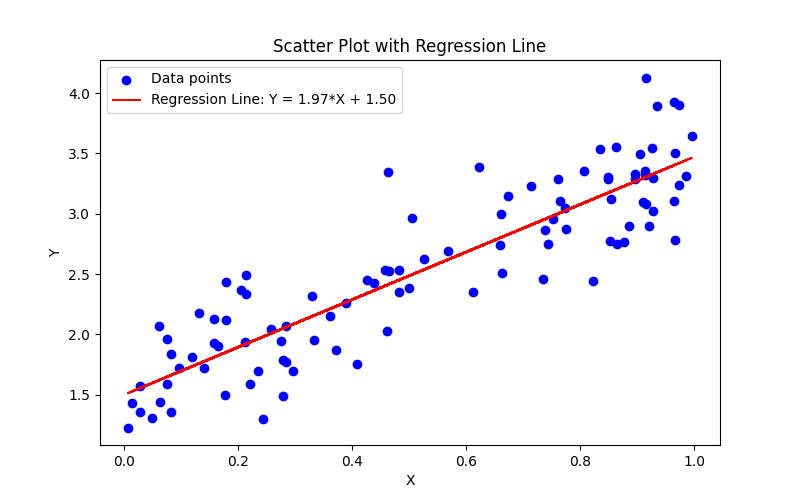 Scatter Plot with Regression Line
Data points
Regression Line: Y = 1.97*X + 1.50
4.0
3.5
3.0
2.5
2.0
1.5
Y
0.0 0.2 0.4 0.6 0.8 1.0
X